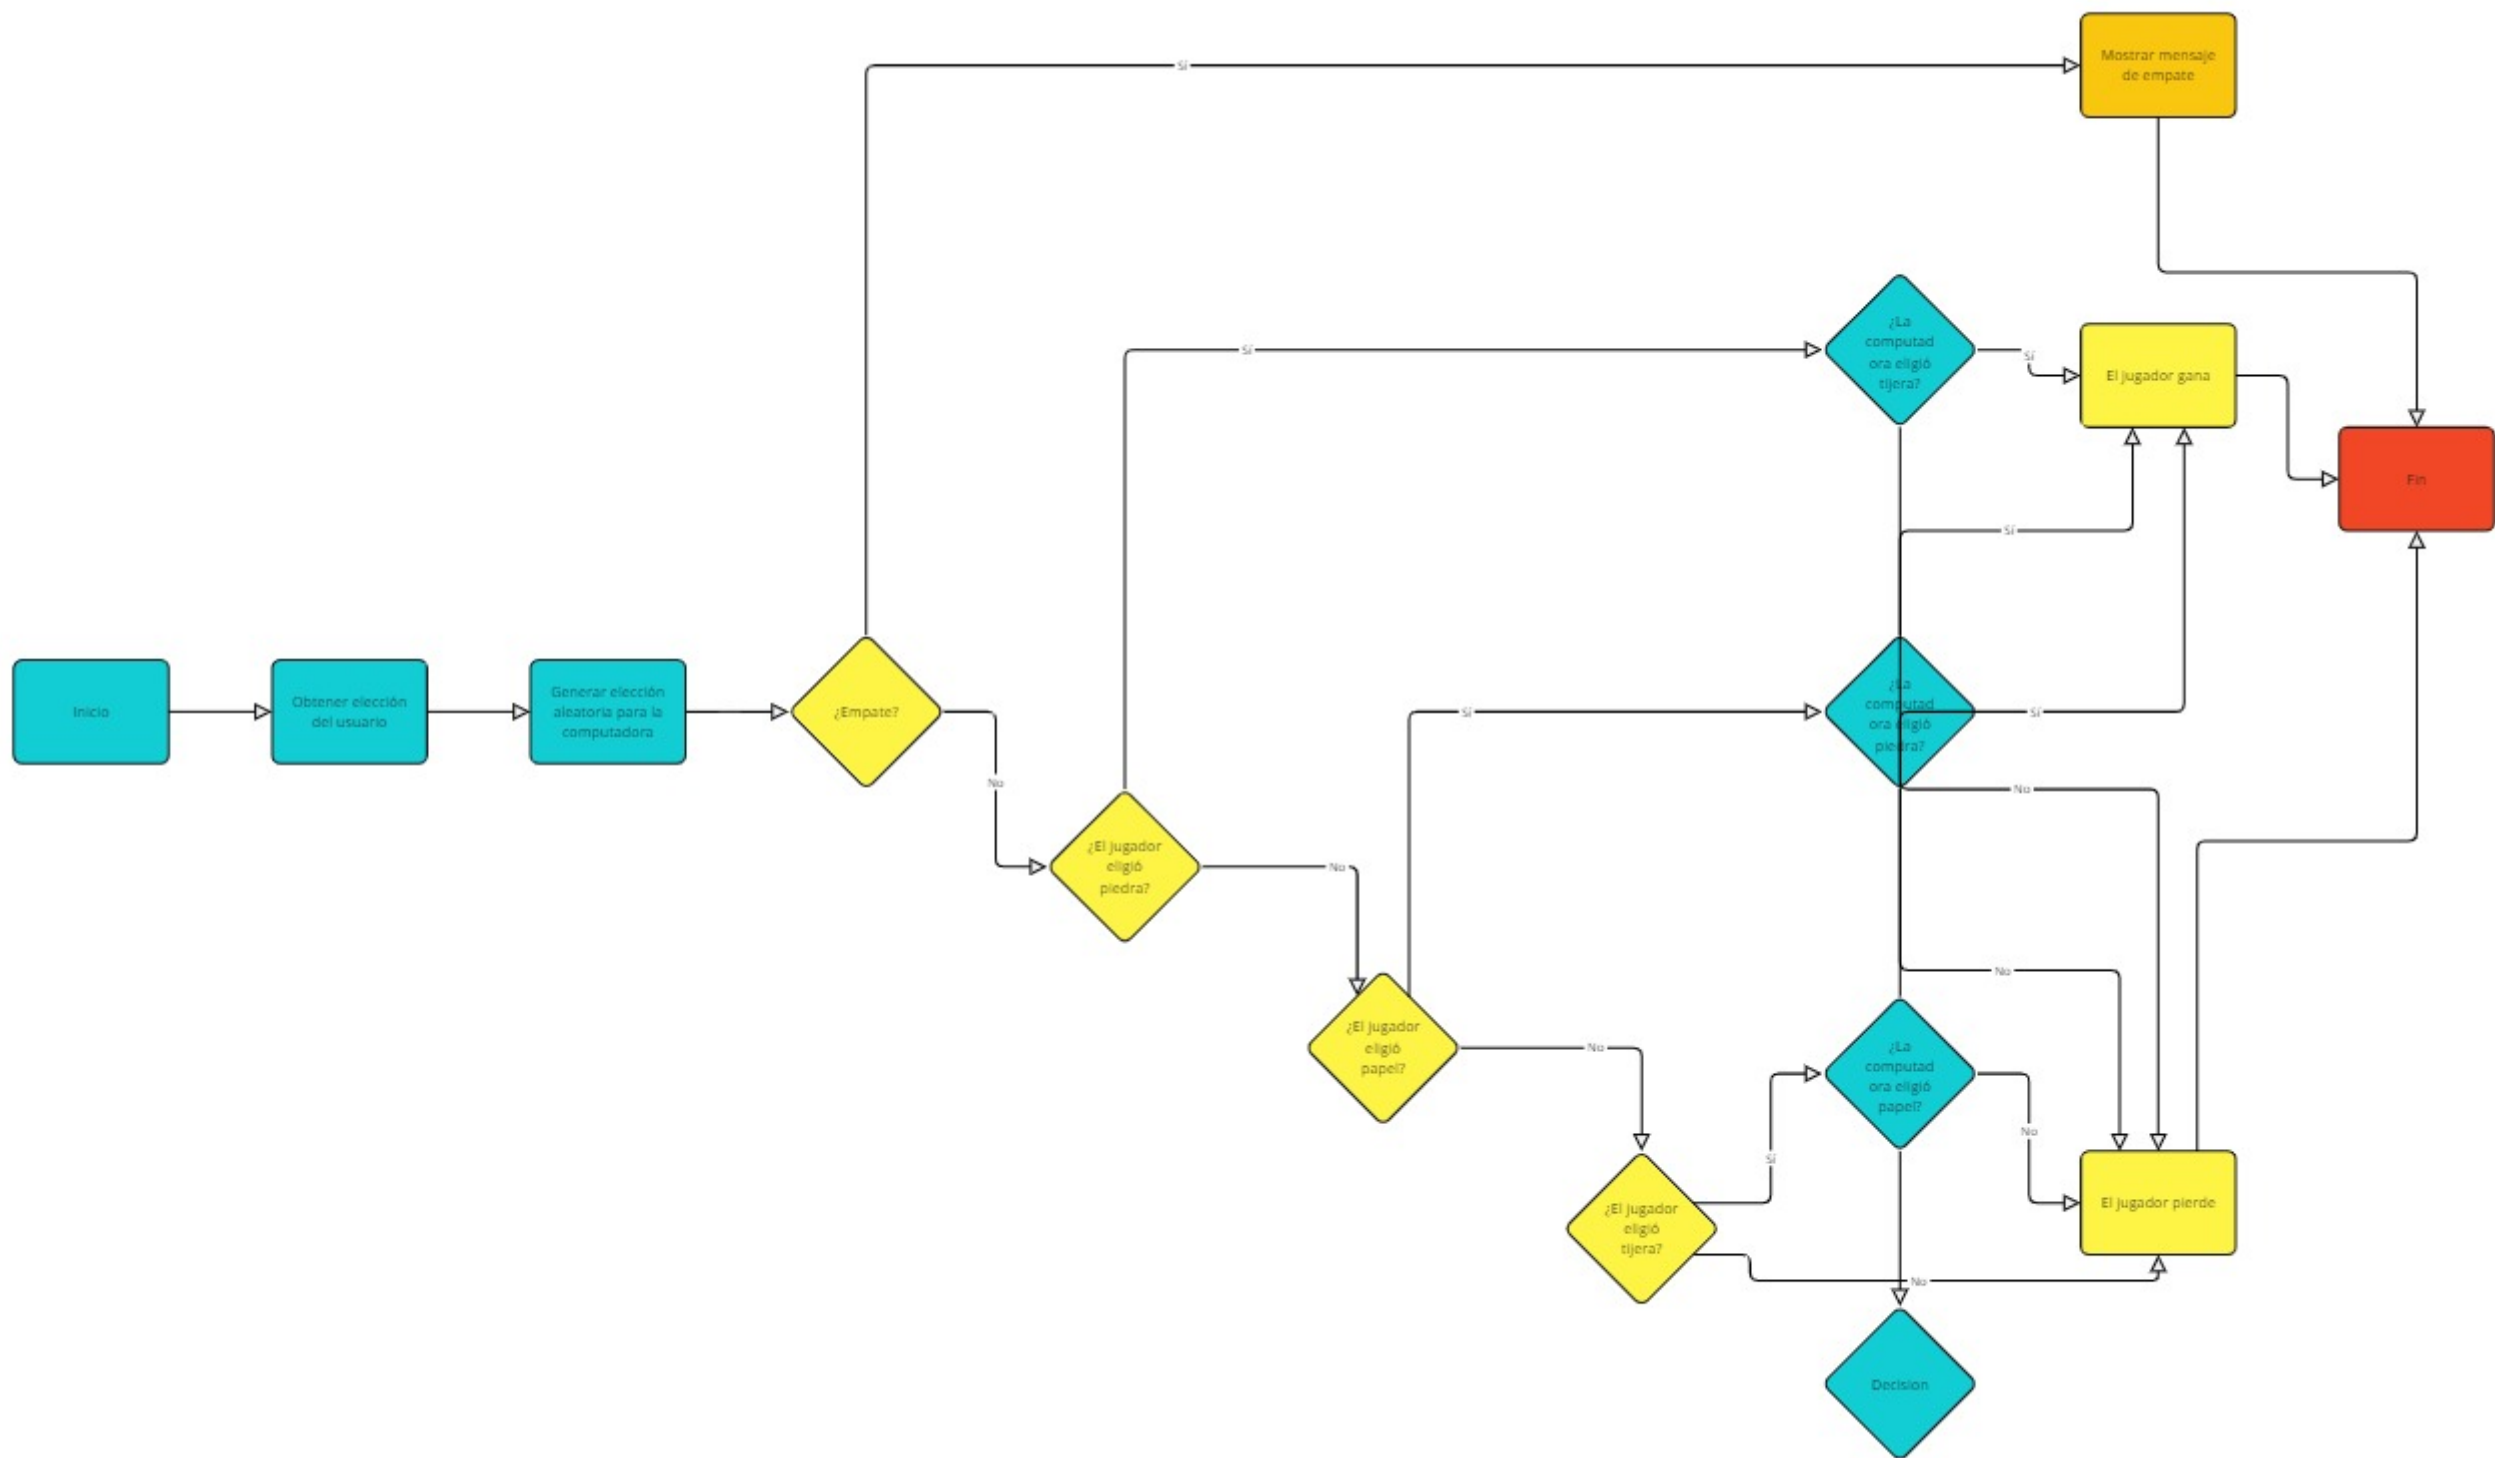 Mostrar mensaje
de empate
Sí
¿La
computad
ora eligió
tijera?
Sí
Sí
El jugador gana
Fin
Sí
Inicio
Obtener elección
del usuario
Generar elección
aleatoria para la
computadora
¿Empate?
No
Sí
¿La
computad
ora eligió
piedra?
Sí
No
¿El jugador
eligió
piedra?
No
No
¿El jugador
eligió
papel?
No
¿La
computad
ora eligió
papel?
No
Sí
¿El jugador
eligió
tijera?
El jugador pierde
No
Decision